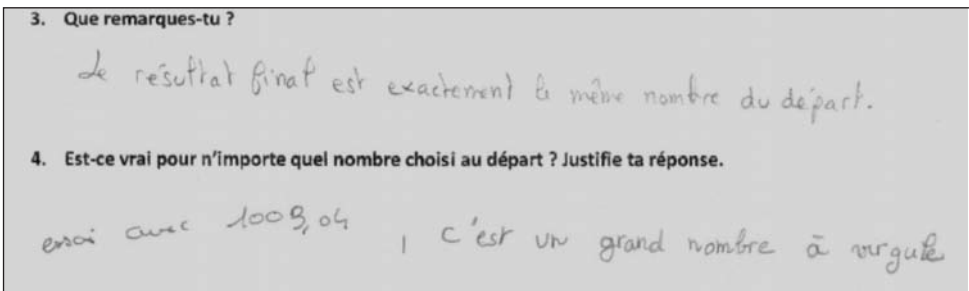 3. Que remarques-tu ?
Le résultat final est exactement le même nombre du départ.
4. Est-ce vrai pour n'importe quel nombre choisi au départ ? Justifie ta réponse.
essai avec 1009,04 , c'est un grand nombre à virgule